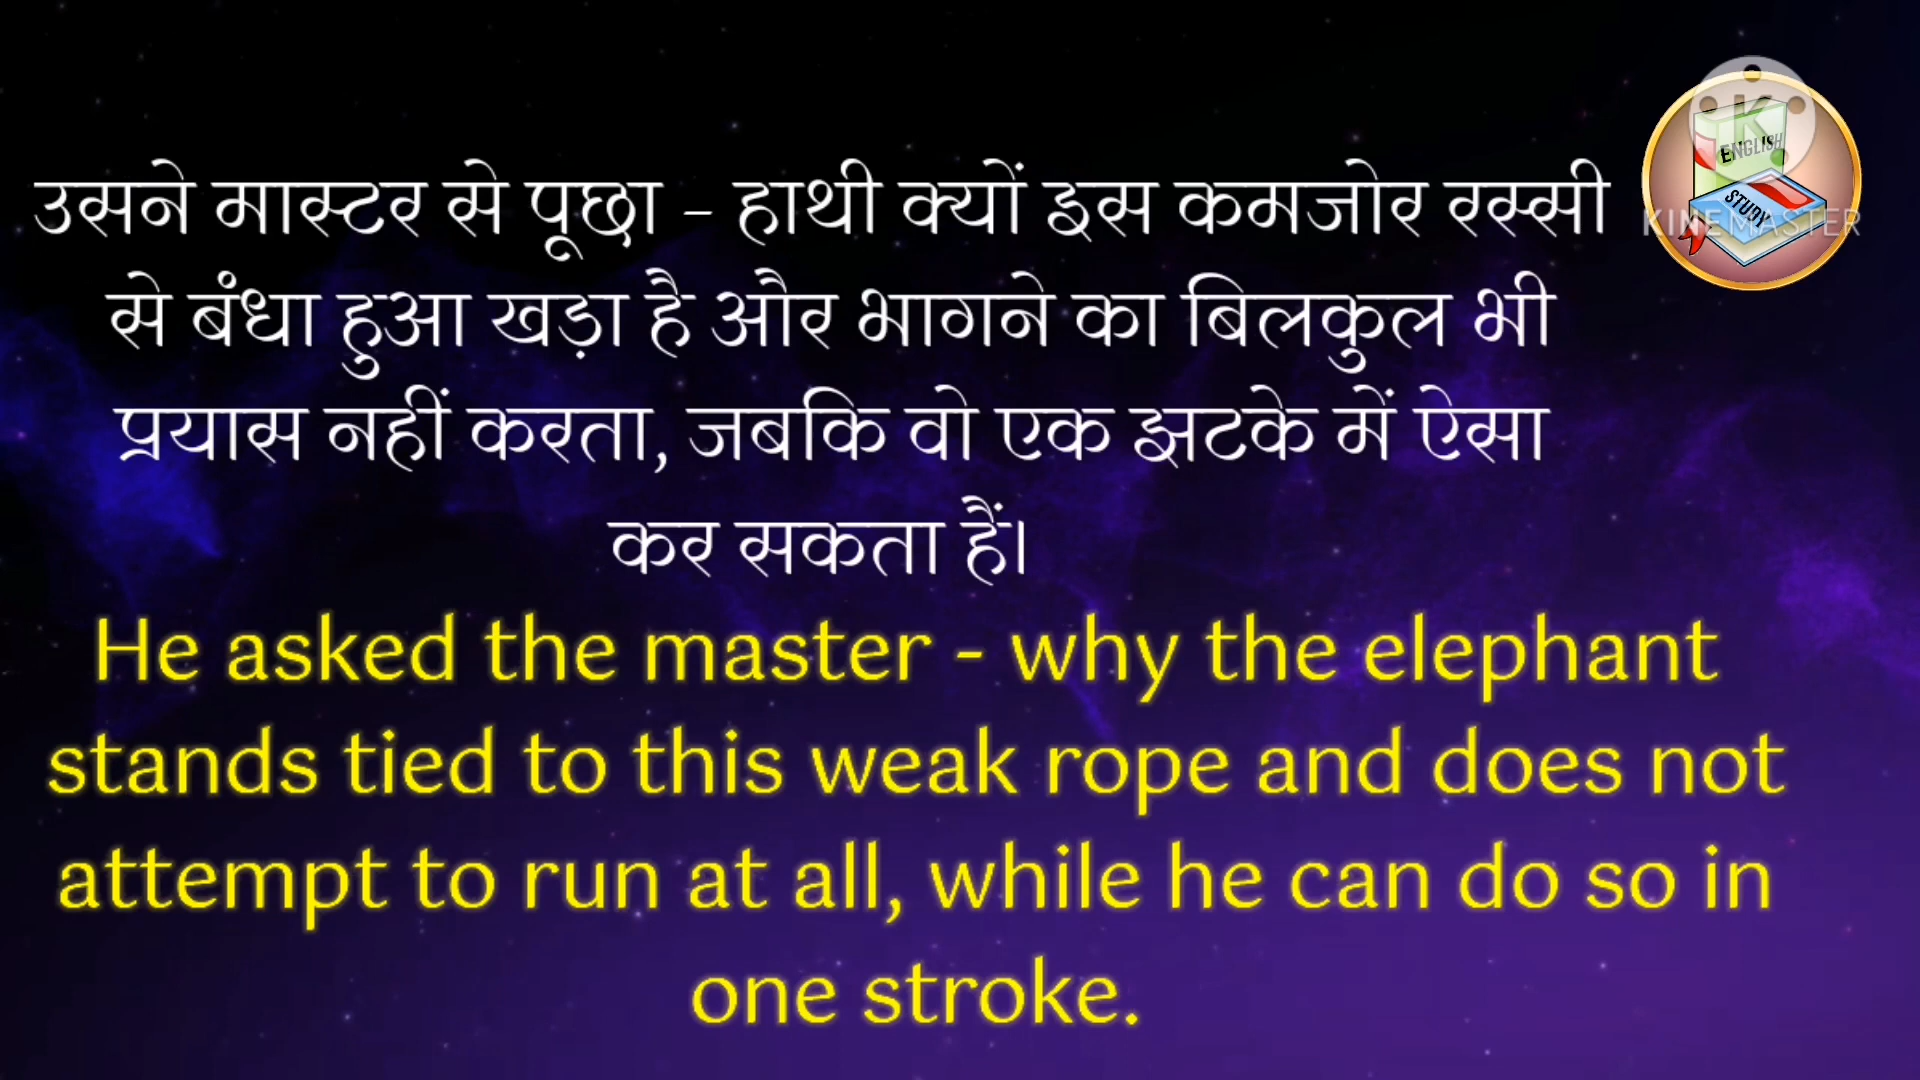 उसने मास्टर से पूछा – हाथी क्यों इस कमजोर रस्सी
से बंधा हुआ खड़ा है और भागने का बिलकुल भी
प्रयास नहीं करता, जबकि वो एक झटके में ऐसा
कर सकता हैं।
He asked the master - why the elephant
stands tied to this weak rope and does not
attempt to run at all, while he can do so in
one stroke.
K
ENGLISH
STUDY
KINEMASTER